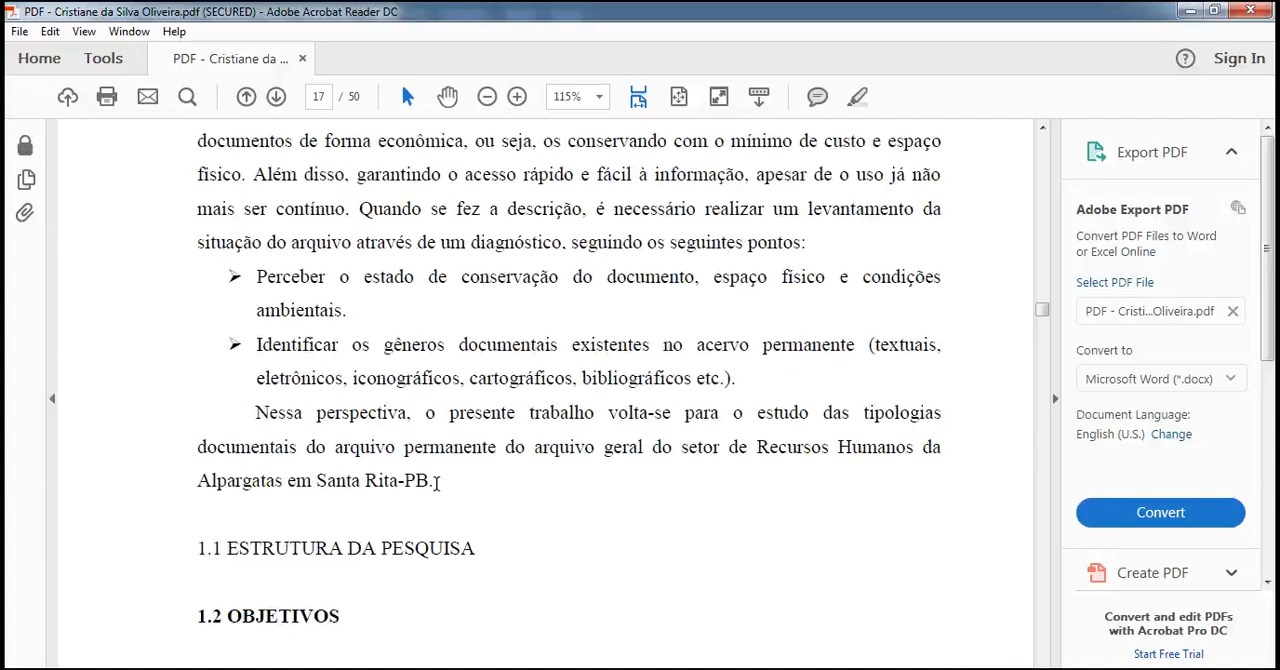 PDF - Cristiane da Silva Oliveira.pdf (SECURED) - Adobe Acrobat Reader DC
File Edit View Window Help
Home Tools PDF - Cristiane da ... × ? Sign In
17 / 50 115%
documentos de forma econômica, ou seja, os conservando com o mínimo de custo e espaço
físico. Além disso, garantindo o acesso rápido e fácil à informação, apesar de o uso já não
mais ser contínuo. Quando se fez a descrição, é necessário realizar um levantamento da
situação do arquivo através de um diagnóstico, seguindo os seguintes pontos:
➢ Perceber o estado de conservação do documento, espaço físico e condições
ambientais.
➢ Identificar os gêneros documentais existentes no acervo permanente (textuais,
eletrônicos, iconográficos, cartográficos, bibliográficos etc.).
Nessa perspectiva, o presente trabalho volta-se para o estudo das tipologias
documentais do arquivo permanente do arquivo geral do setor de Recursos Humanos da
Alpargatas em Santa Rita-PB.
1.1 ESTRUTURA DA PESQUISA
1.2 OBJETIVOS
Export PDF
Adobe Export PDF
Convert PDF Files to Word
or Excel Online
Select PDF File
PDF - Cristi...Oliveira.pdf ×
Convert to
Microsoft Word (*.docx)
Document Language:
English (U.S.) Change
Convert
Create PDF
Convert and edit PDFs
with Acrobat Pro DC
Start Free Trial